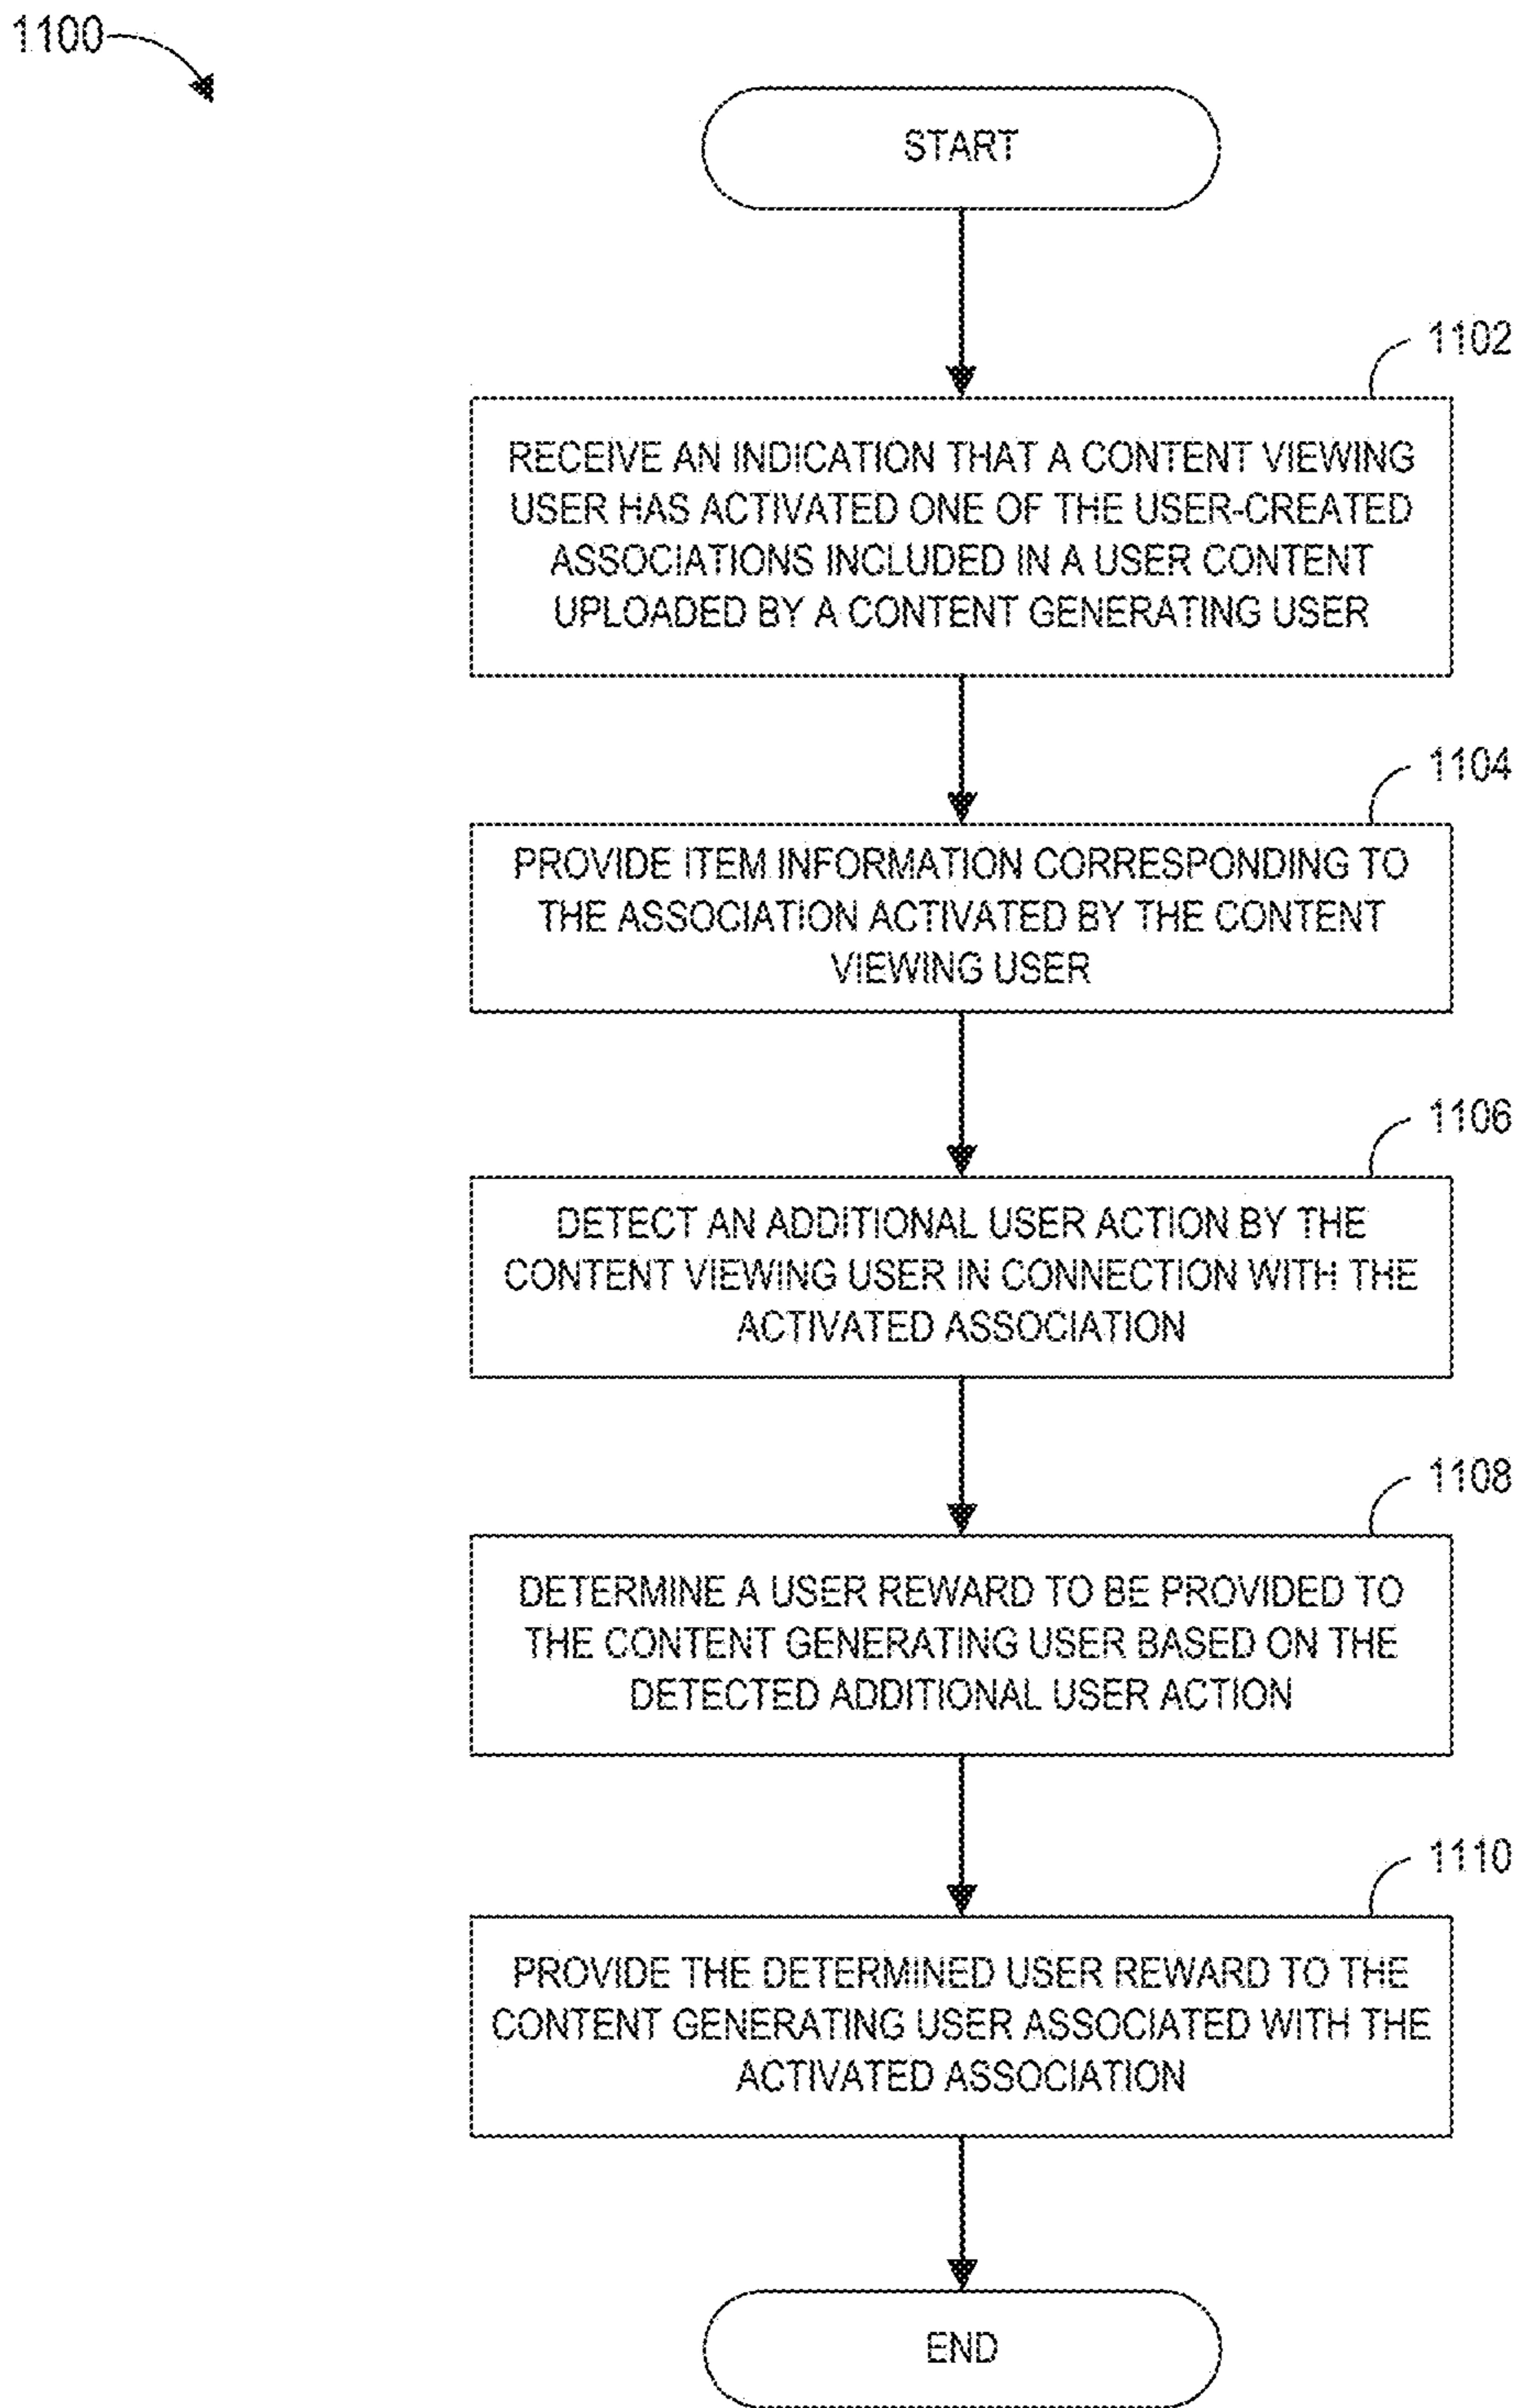 1100
START
1102
RECEIVE AN INDICATION THAT A CONTENT VIEWING
USER HAS ACTIVATED ONE OF THE USER-CREATED
ASSOCIATIONS INCLUDED IN A USER CONTENT
UPLOADED BY A CONTENT GENERATING USER
1104
PROVIDE ITEM INFORMATION CORRESPONDING TO
THE ASSOCIATION ACTIVATED BY THE CONTENT
VIEWING USER
1106
DETECT AN ADDITIONAL USER ACTION BY THE
CONTENT VIEWING USER IN CONNECTION WITH THE
ACTIVATED ASSOCIATION
1108
DETERMINE A USER REWARD TO BE PROVIDED TO
THE CONTENT GENERATING USER BASED ON THE
DETECTED ADDITIONAL USER ACTION
1110
PROVIDE THE DETERMINED USER REWARD TO THE
CONTENT GENERATING USER ASSOCIATED WITH THE
ACTIVATED ASSOCIATION
END